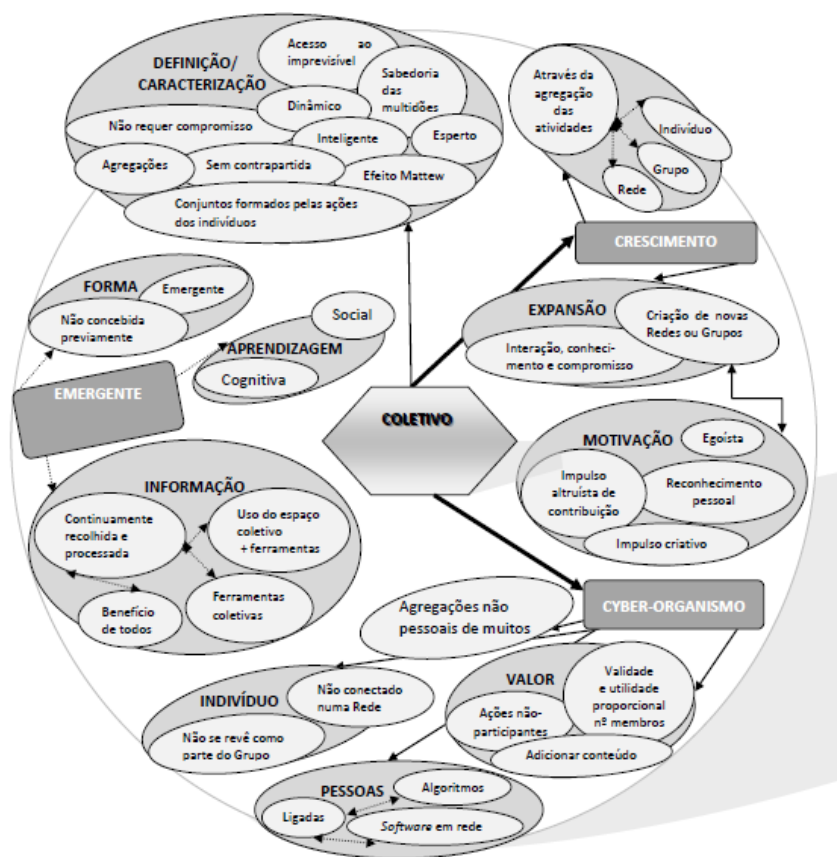 DEFINIÇÃO/
CARACTERIZAÇÃO
Acesso ao
imprevisível
Sabedoria
das
multidões
Dinâmico
Não requer compromisso
Inteligente
Esperto
Agregações
Sem contrapartida
Efeito Mattew
Conjuntos formados pelas ações
dos indivíduos
Através da
agregação
das
atividades
Indivíduo
Grupo
Rede
CRESCIMENTO
FORMA
Emergente
Não concebida
previamente
Social
APRENDIZAGEM
Cognitiva
EMERGENTE
EXPANSÃO
Criação de novas
Redes ou Grupos
Interação, conheci-
mento e compromisso
COLETIVO
MOTIVAÇÃO
Egoísta
Impulso
altruísta de
contribuição
Reconhecimento
pessoal
Impulso criativo
INFORMAÇÃO
Continuamente
recolhida e
processada
Uso do espaço
coletivo
+ ferramentas
Benefício
de todos
Ferramentas
coletivas
Agregações não
pessoais de muitos
CYBER-ORGANISMO
INDIVÍDUO
Não conectado
numa Rede
Não se revê como
parte do Grupo
VALOR
Validade
e utilidade
proporcional
nº membros
Ações não-
participantes
Adicionar conteúdo
PESSOAS
Algoritmos
Ligadas
Software em rede